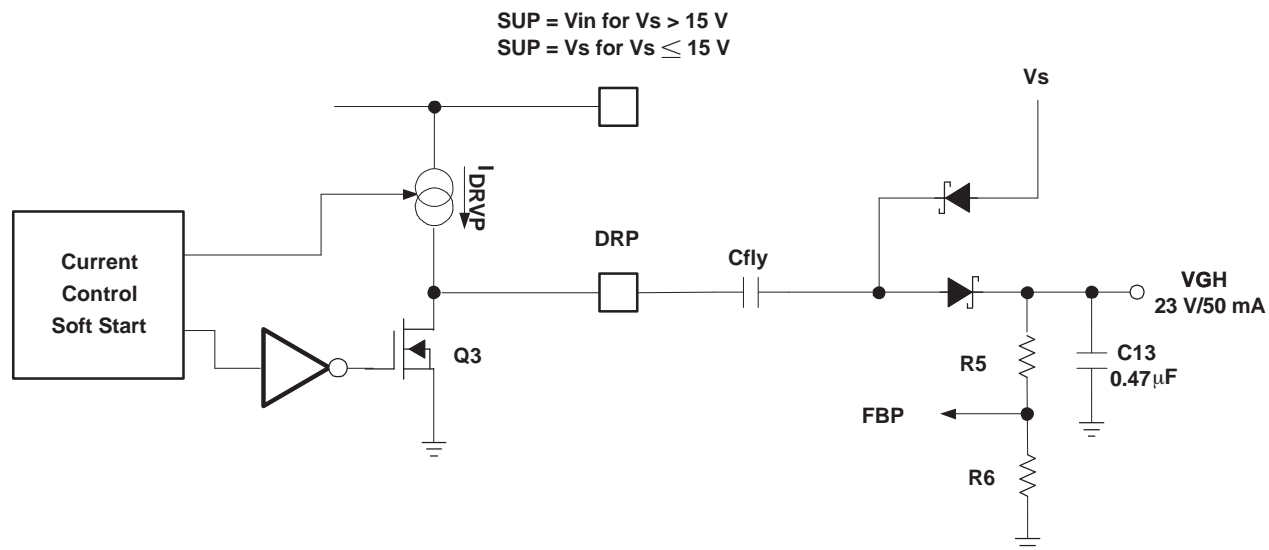 SUP = Vin for Vs > 15 V
SUP = Vs for Vs ≤ 15 V
Vs
IDRVP
DRP
Cfly
Current
Control
Soft Start
Q3
VGH
23 V/50 mA
R5
C13
0.47μF
FBP
R6